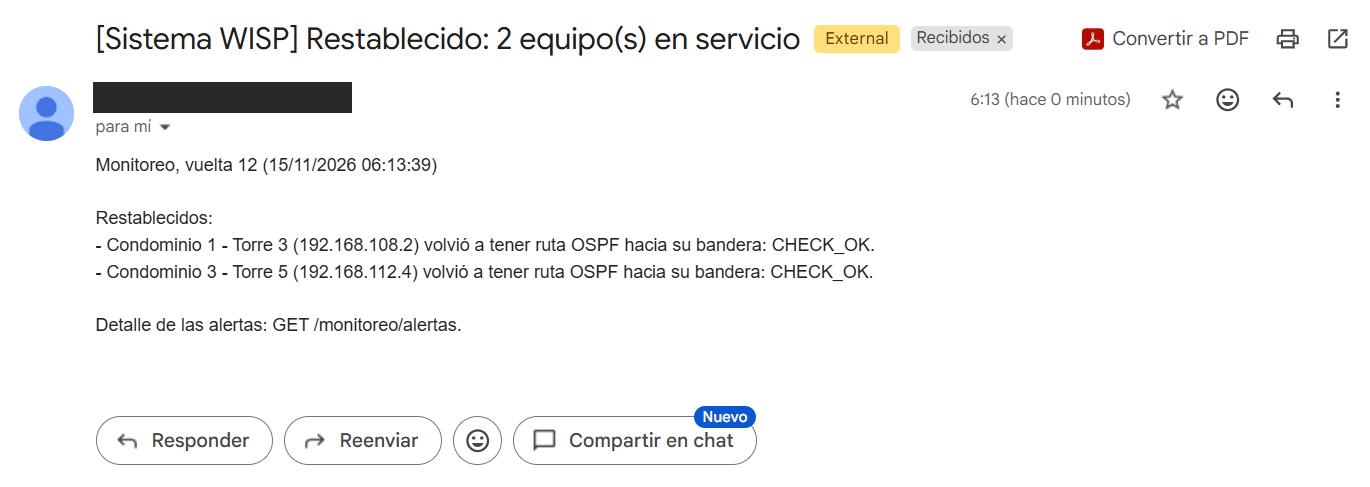 [Sistema WISP] Restablecido: 2 equipo(s) en servicio External Recibidos × Convertir a PDF
6:13 (hace 0 minutos)
para mí
Monitoreo, vuelta 12 (15/11/2026 06:13:39)
Restablecidos:
- Condominio 1 - Torre 3 (192.168.108.2) volvió a tener ruta OSPF hacia su bandera: CHECK_OK.
- Condominio 3 - Torre 5 (192.168.112.4) volvió a tener ruta OSPF hacia su bandera: CHECK_OK.
Detalle de las alertas: GET /monitoreo/alertas.
Nuevo
Responder Reenviar Compartir en chat